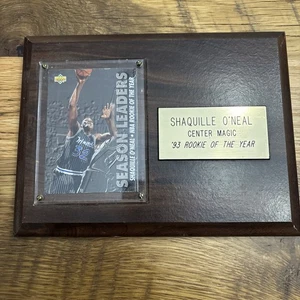 SEASON LEADERS
SHAQUILLE O'NEAL • NBA ROOKIE OF THE YEAR
SHAQUILLE O'NEAL
CENTER MAGIC
'93 ROOKIE OF THE YEAR